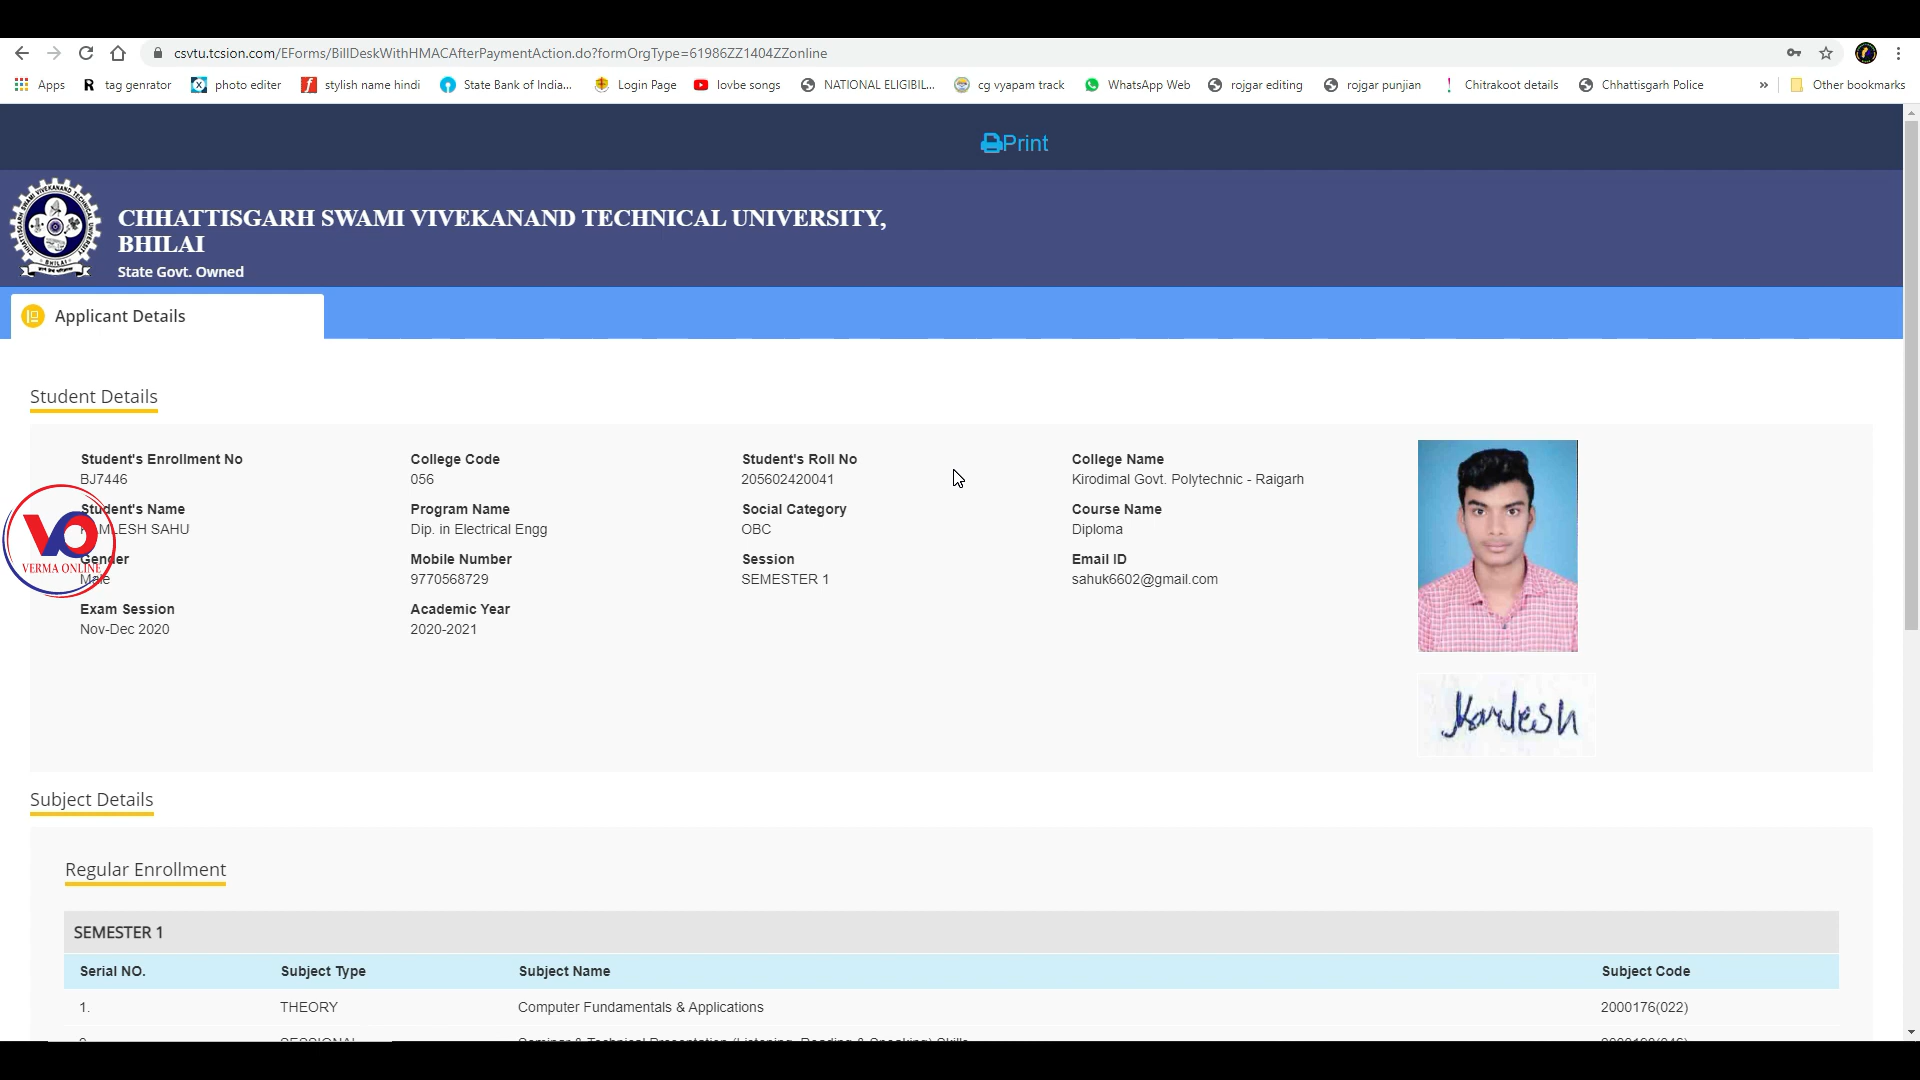 csvtu.tcsion.com/EForms/BillDeskWithHMACAfterPaymentAction.do?formOrgType=61986ZZ1404ZZonline
Apps R tag genrator photo editer stylish name hindi State Bank of India... Login Page lovbe songs NATIONAL ELIGIBIL... cg vyapam track WhatsApp Web rojgar editing rojgar punjian Chitrakoot details Chhattisgarh Police » Other bookmarks
Print
CHHATTISGARH SWAMI VIVEKANAND TECHNICAL UNIVERSITY,
BHILAI
State Govt. Owned
Applicant Details
Student Details
Student's Enrollment No College Code Student's Roll No College Name
BJ7446 056 205602420041 Kirodimal Govt. Polytechnic - Raigarh
Student's Name Program Name Social Category Course Name
SAHU Dip. in Electrical Engg OBC Diploma
Gender Mobile Number Session Email ID
Male 9770568729 SEMESTER 1 sahuk6602@gmail.com
VO
VERMA ONLINE
Exam Session Academic Year
Nov-Dec 2020 2020-2021
Kamlesh
Subject Details
Regular Enrollment
SEMESTER 1
Serial NO. Subject Type Subject Name Subject Code
1. THEORY Computer Fundamentals & Applications 2000176(022)